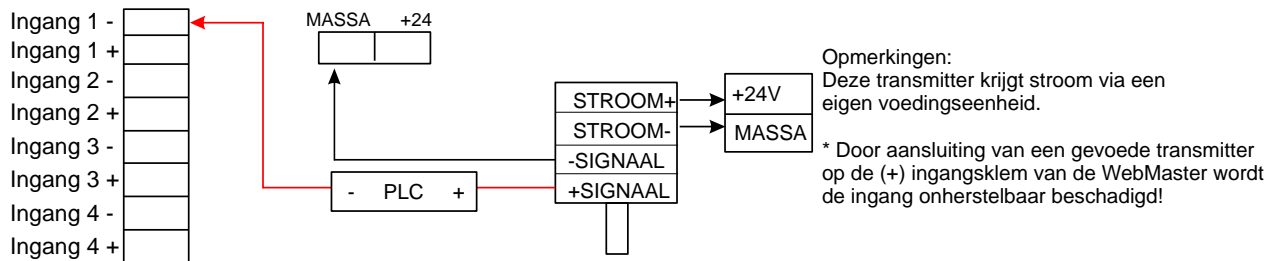 Ingang 1 -
Ingang 1 +
Ingang 2 -
Ingang 2 +
Ingang 3 -
Ingang 3 +
Ingang 4 -
Ingang 4 +
MASSA +24
- PLC +
STROOM+
STROOM-
-SIGNAAL
+SIGNAAL
+24V
MASSA
Opmerkingen:
Deze transmitter krijgt stroom via een
eigen voedingseenheid.
* Door aansluiting van een gevoede transmitter
op de (+) ingangsklem van de WebMaster wordt
de ingang onherstelbaar beschadigd!